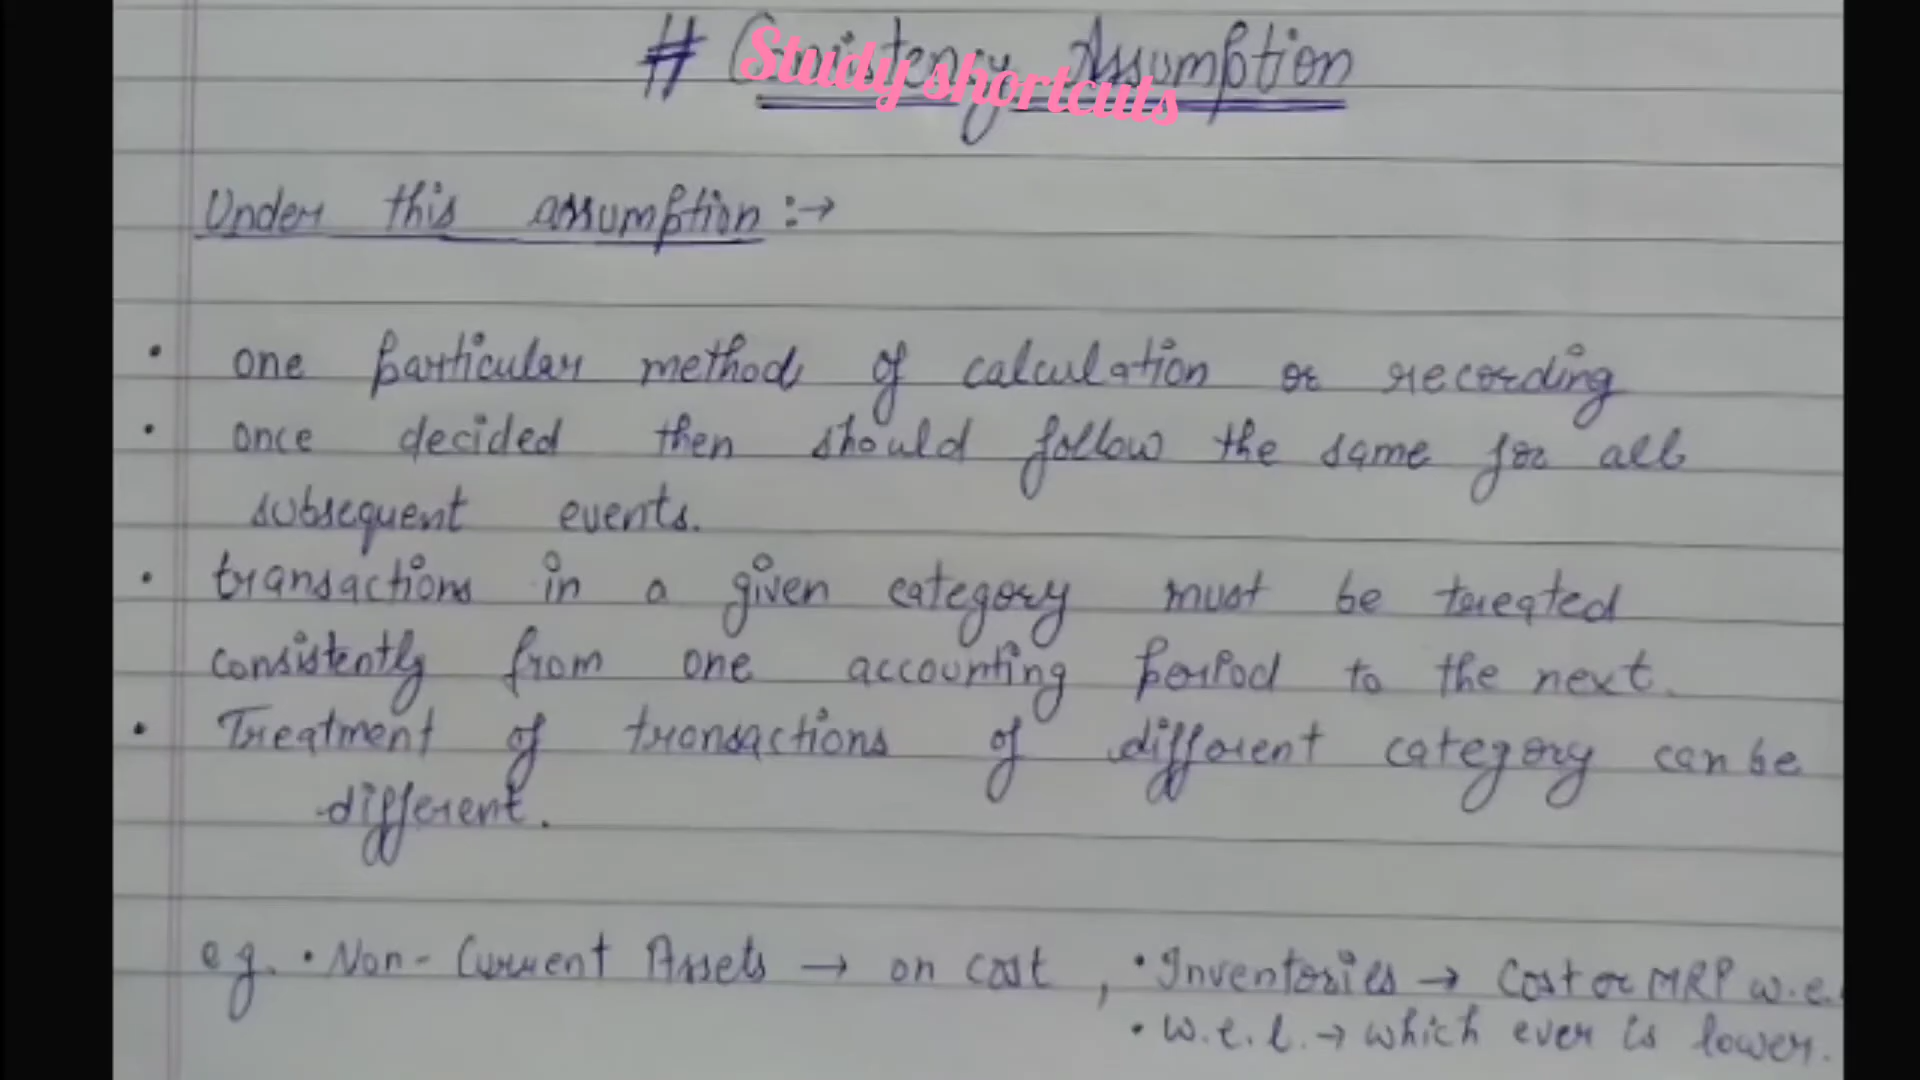 # Consistency Assumption
Study shortcuts
Under this assumption :→
• one particular method of calculation or recording
• once decided then should follow the same for all
subsequent events.
• transactions in a given category must be treated
consistently from one accounting period to the next.
• Treatment of transactions of different category can be
different.
e.g. • Non-Current Assets → on cost , • Inventories → Cost or MRP w.e.
• w.e.l. → which ever is lower.